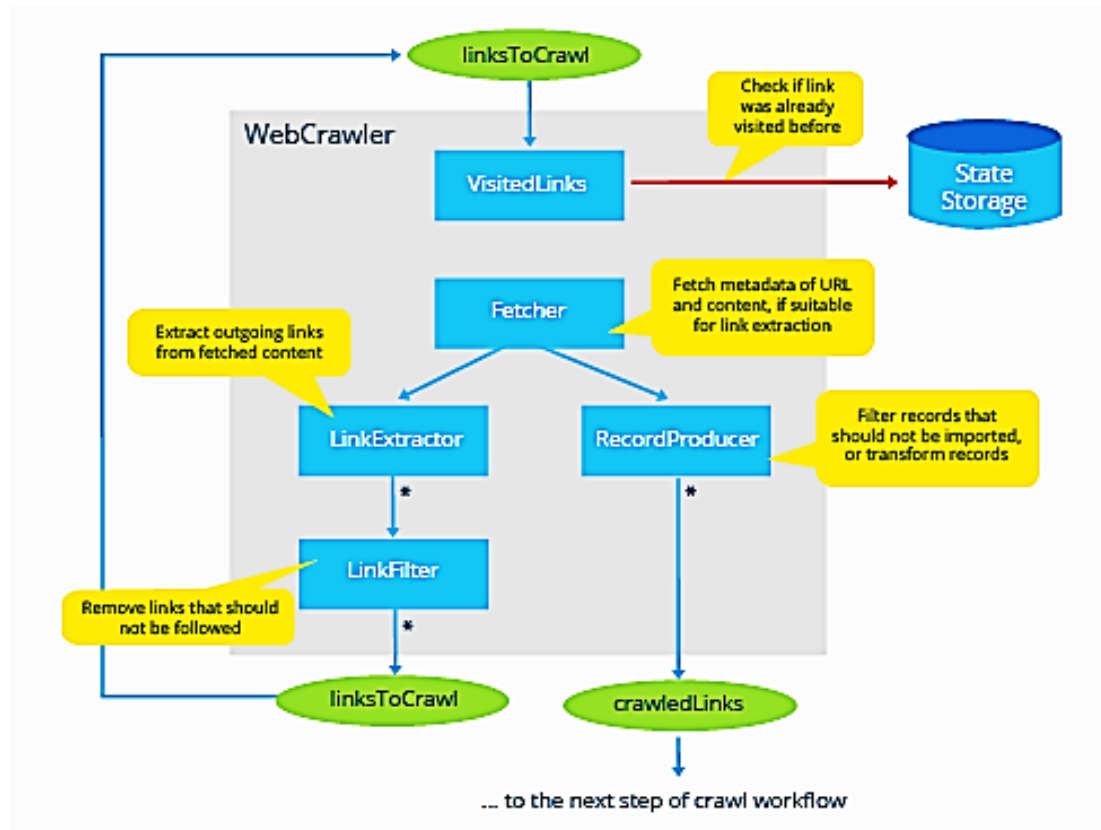 linksToCrawl
Check if link
was already
visited before
WebCrawler
VisitedLinks
State
Storage
Fetch metadata of URL
and content, if suitable
for link extraction
Fetcher
Extract outgoing links
from fetched content
Filter records that
should not be imported,
or transform records
LinkExtractor
RecordProducer
*
*
LinkFilter
Remove links that should
not be followed
*
linksToCrawl
crawledLinks
... to the next step of crawl workflow